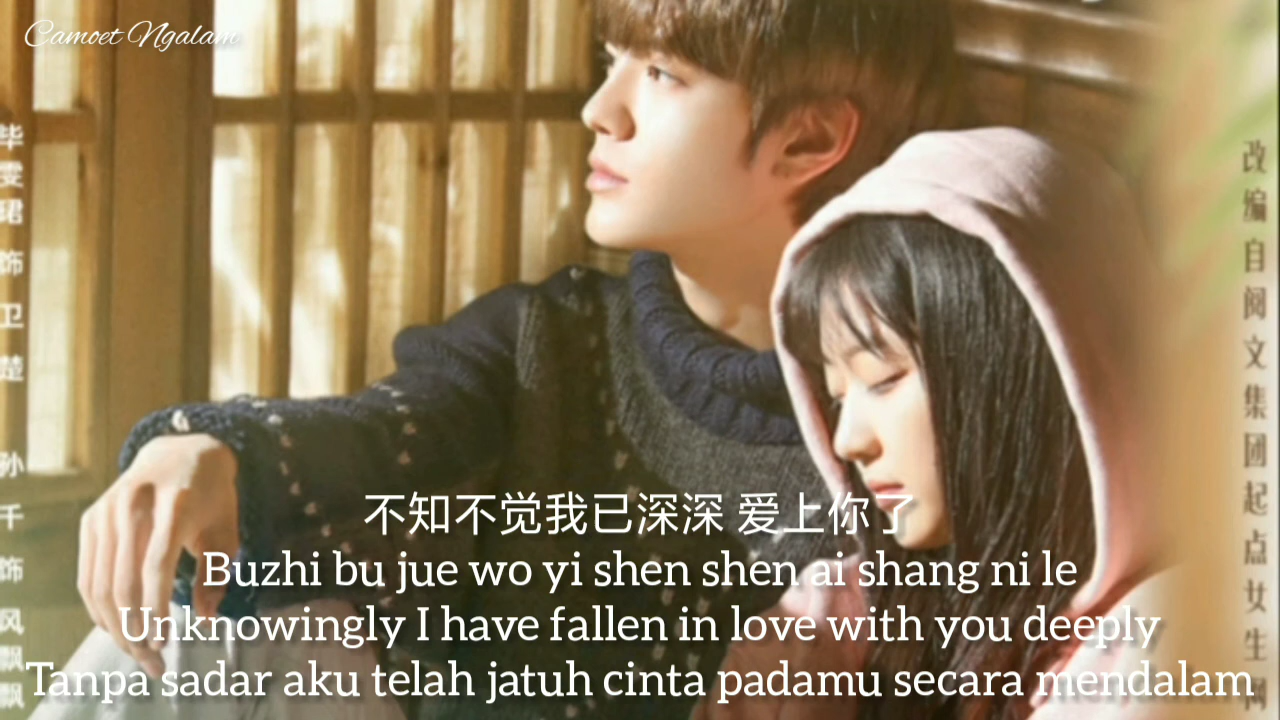 Camoet Ngalam
毕雯珺 饰 卫楚
孙千 饰 风飘飘
改编自阅文集团起点女生网
不知不觉我已深深 爱上你了
Buzhi bu jue wo yi shen shen ai shang ni le
Unknowingly I have fallen in love with you deeply
Tanpa sadar aku telah jatuh cinta padamu secara mendalam